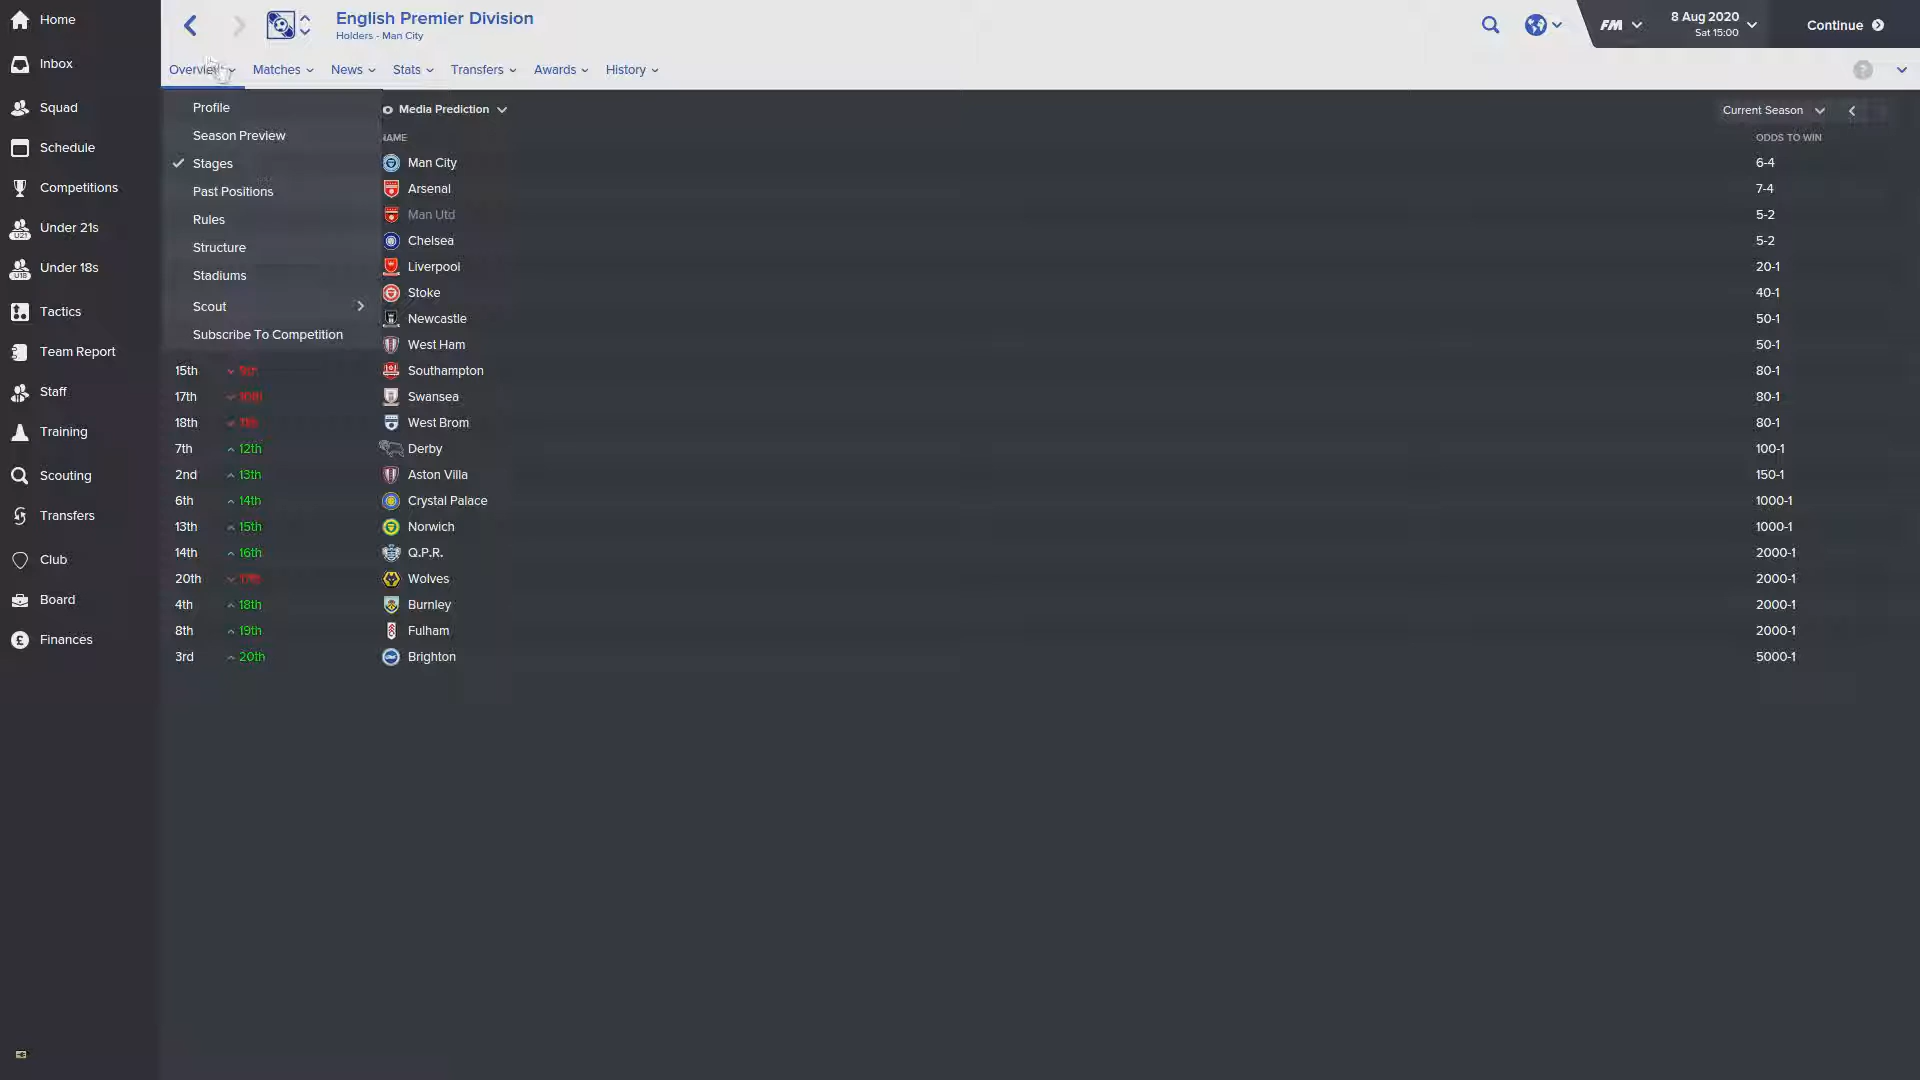 Home
Inbox
Squad
Schedule
Competitions
Under 21s
Under 18s
Tactics
Team Report
Staff
Training
Scouting
Transfers
Club
Board
Finances
English Premier Division
Holders - Man City
FM
8 Aug 2020
Sat 15:00
Continue
Overview Matches News Stats Transfers Awards History
Profile
Season Preview
Stages
Past Positions
Rules
Structure
Stadiums
Scout
Subscribe To Competition
Media Prediction
Current Season
ODDS TO WIN
Man City 6-4
Arsenal 7-4
Man Utd 5-2
Chelsea 5-2
Liverpool 20-1
Stoke 40-1
Newcastle 50-1
West Ham 50-1
15th 9th Southampton 80-1
17th 10th Swansea 80-1
18th 11th West Brom 80-1
7th 12th Derby 100-1
2nd 13th Aston Villa 150-1
6th 14th Crystal Palace 1000-1
13th 15th Norwich 1000-1
14th 16th Q.P.R. 2000-1
20th 17th Wolves 2000-1
4th 18th Burnley 2000-1
8th 19th Fulham 2000-1
3rd 20th Brighton 5000-1